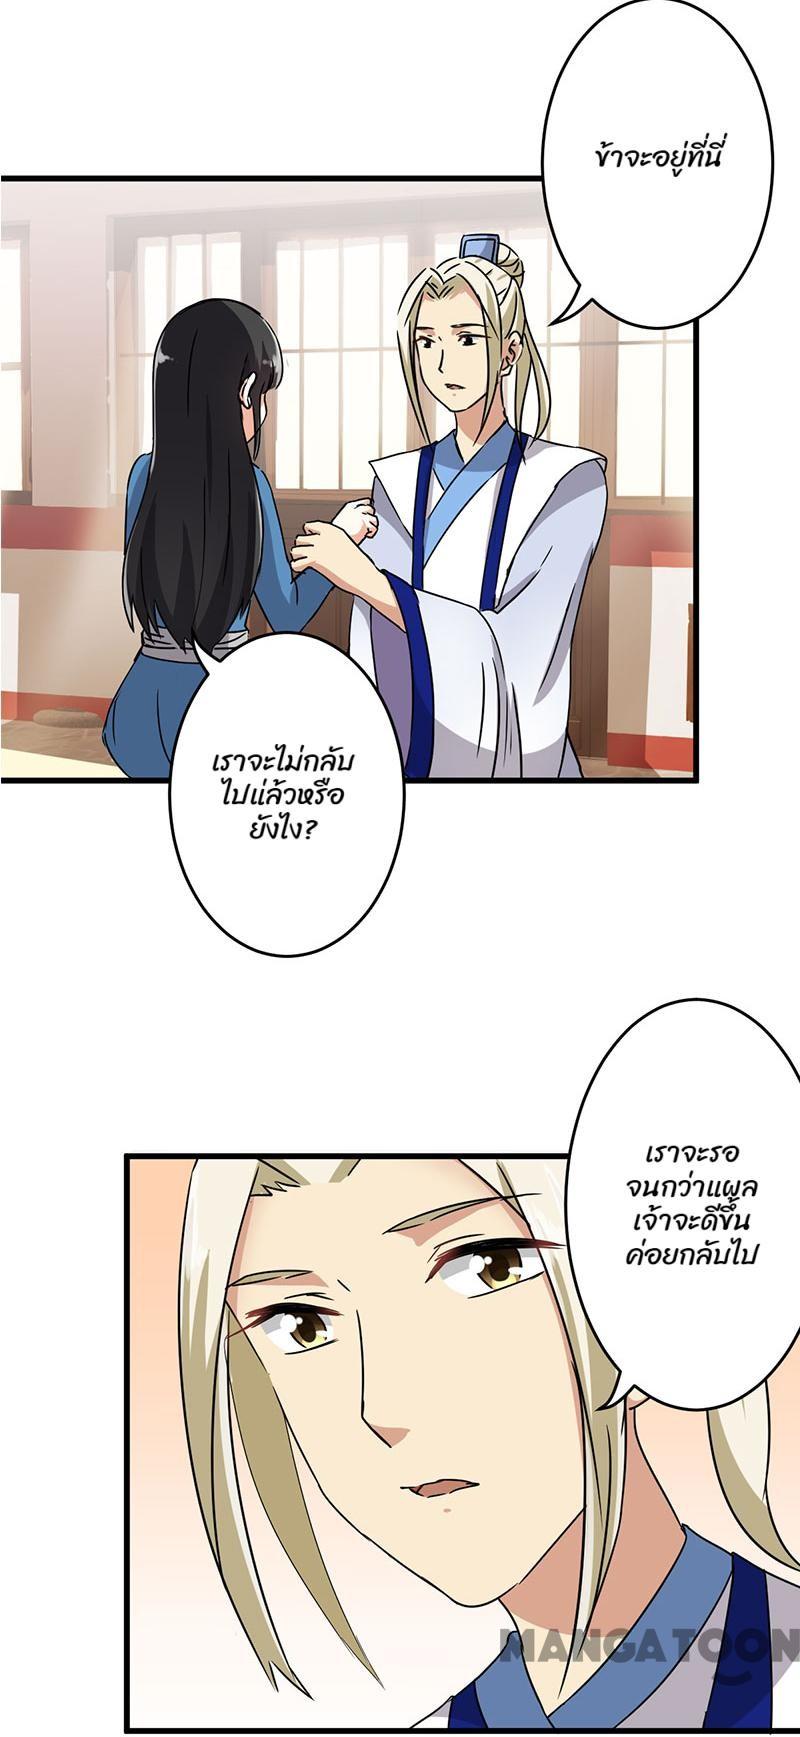 ข้าจะอยู่ที่นี่
เราจะไม่กลับ
ไปแล้วหรือ
ยังไง?
เราจะรอ
จนกว่าแผล
เจ้าจะดีขึ้น
ค่อยกลับไป
MANGATOON